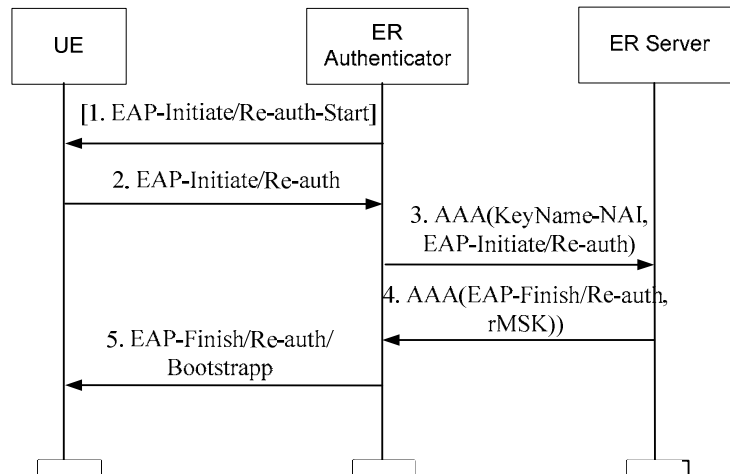 UE
ER
Authenticator
ER Server
[1. EAP-Initiate/Re-auth-Start]
2. EAP-Initiate/Re-auth
3. AAA(KeyName-NAI,
EAP-Initiate/Re-auth)
4. AAA(EAP-Finish/Re-auth,
rMSK))
5. EAP-Finish/Re-auth/
Bootstrapp